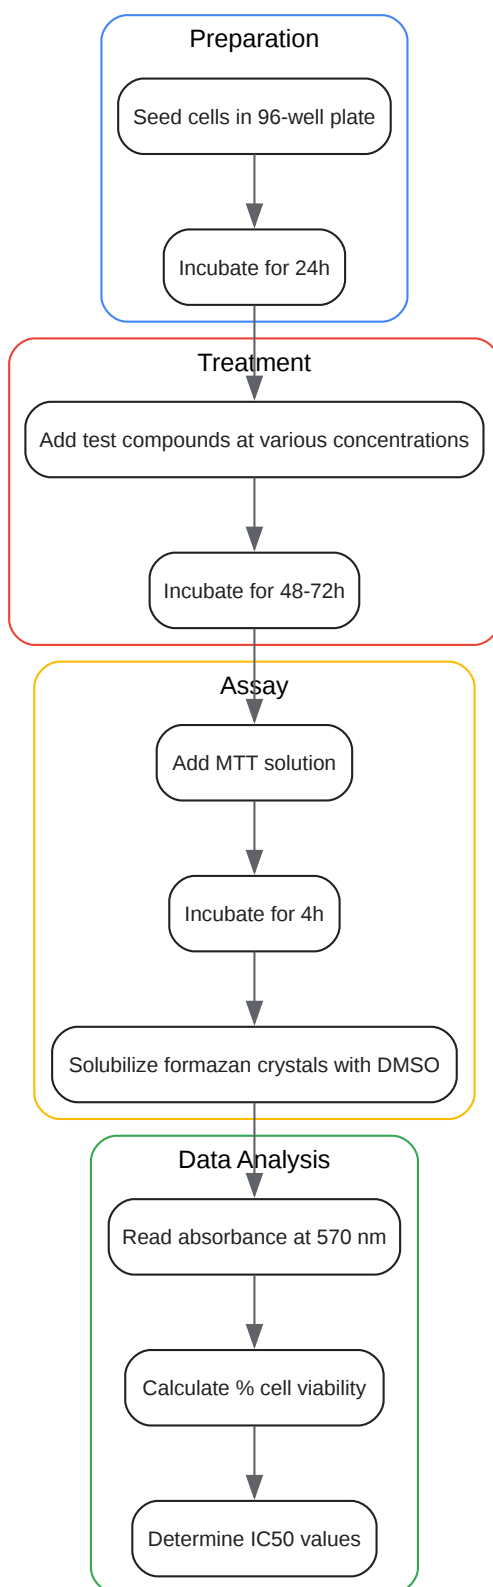 Preparation
Seed cells in 96-well plate
Incubate for 24h
Treatment
Add test compounds at various concentrations
Incubate for 48-72h
Assay
Add MTT solution
Incubate for 4h
Solubilize formazan crystals with DMSO
Data Analysis
Read absorbance at 570 nm
Calculate % cell viability
Determine IC50 values